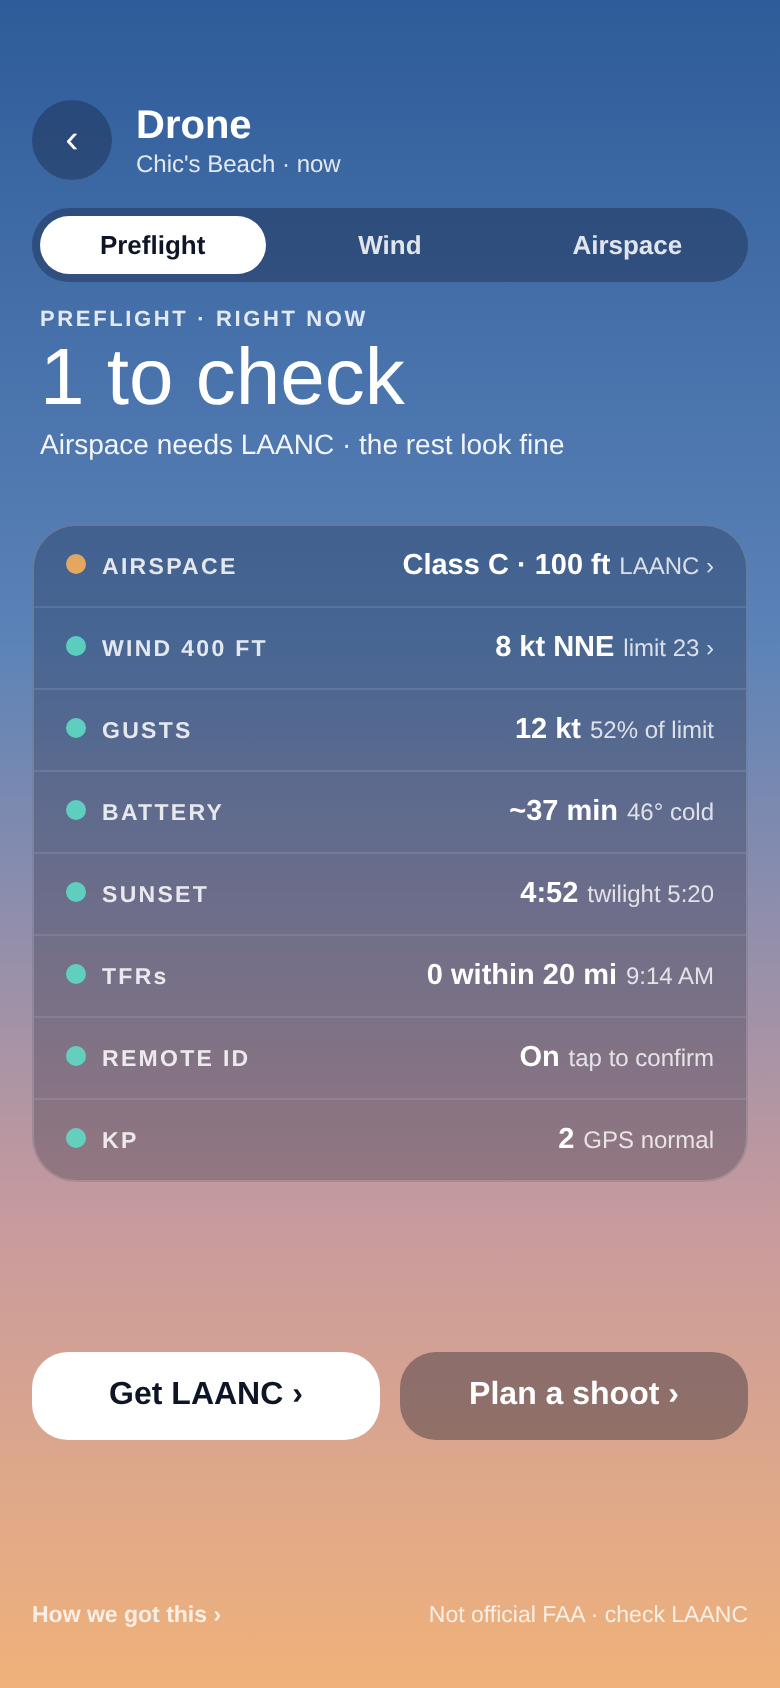 ‹
Drone
Chic's Beach · now
Preflight Wind Airspace
PREFLIGHT · RIGHT NOW
1 to check
Airspace needs LAANC · the rest look fine
AIRSPACE Class C · 100 ft LAANC ›
WIND 400 FT 8 kt NNE limit 23 ›
GUSTS 12 kt 52% of limit
BATTERY ~37 min 46° cold
SUNSET 4:52 twilight 5:20
TFRs 0 within 20 mi 9:14 AM
REMOTE ID On tap to confirm
KP 2 GPS normal
Get LAANC › Plan a shoot ›
How we got this › Not official FAA · check LAANC